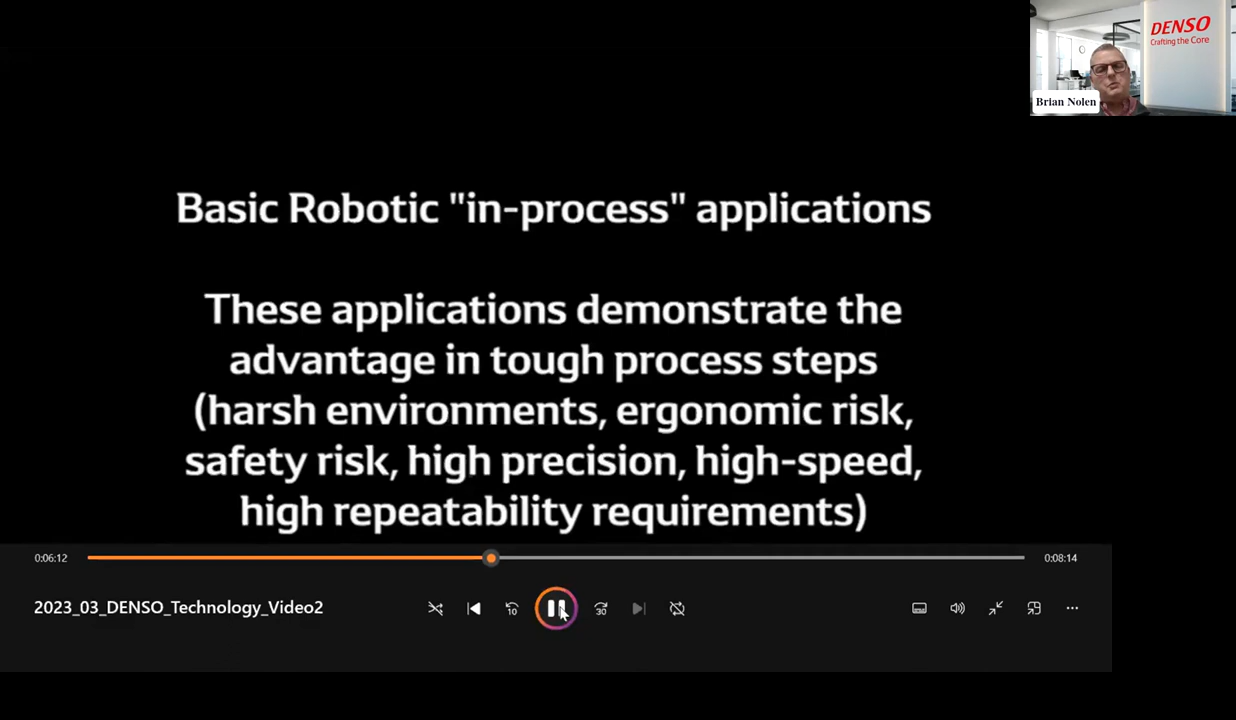 DENSO
Crafting the Core
Brian Nolen
Basic Robotic "in-process" applications
These applications demonstrate the
advantage in tough process steps
(harsh environments, ergonomic risk,
safety risk, high precision, high-speed,
high repeatability requirements)
0:06:12
0:08:14
2023_03_DENSO_Technology_Video2
10
30